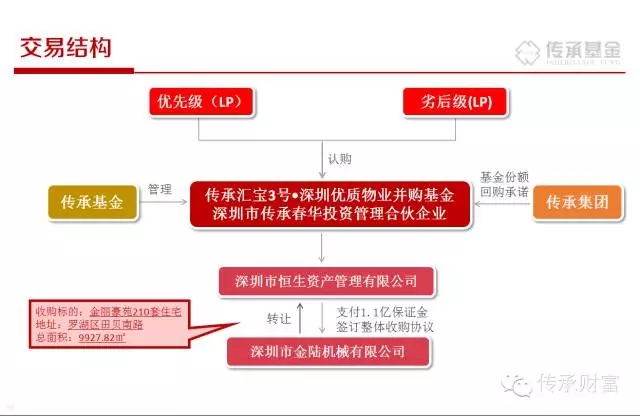 交易结构
传承基金
INHERITANCE FUND
优先级（LP）
劣后级(LP)
认购
传承基金
管理
传承汇宝3号•深圳优质物业并购基金
深圳市传承春华投资管理合伙企业
基金份额
回购承诺
传承集团
深圳市恒生资产管理有限公司
收购标的：金丽豪苑210套住宅
地址：罗湖区田贝南路
总面积：9927.82㎡
转让
支付1.1亿保证金
签订整体收购协议
深圳市金陆机械有限公司
传承财富